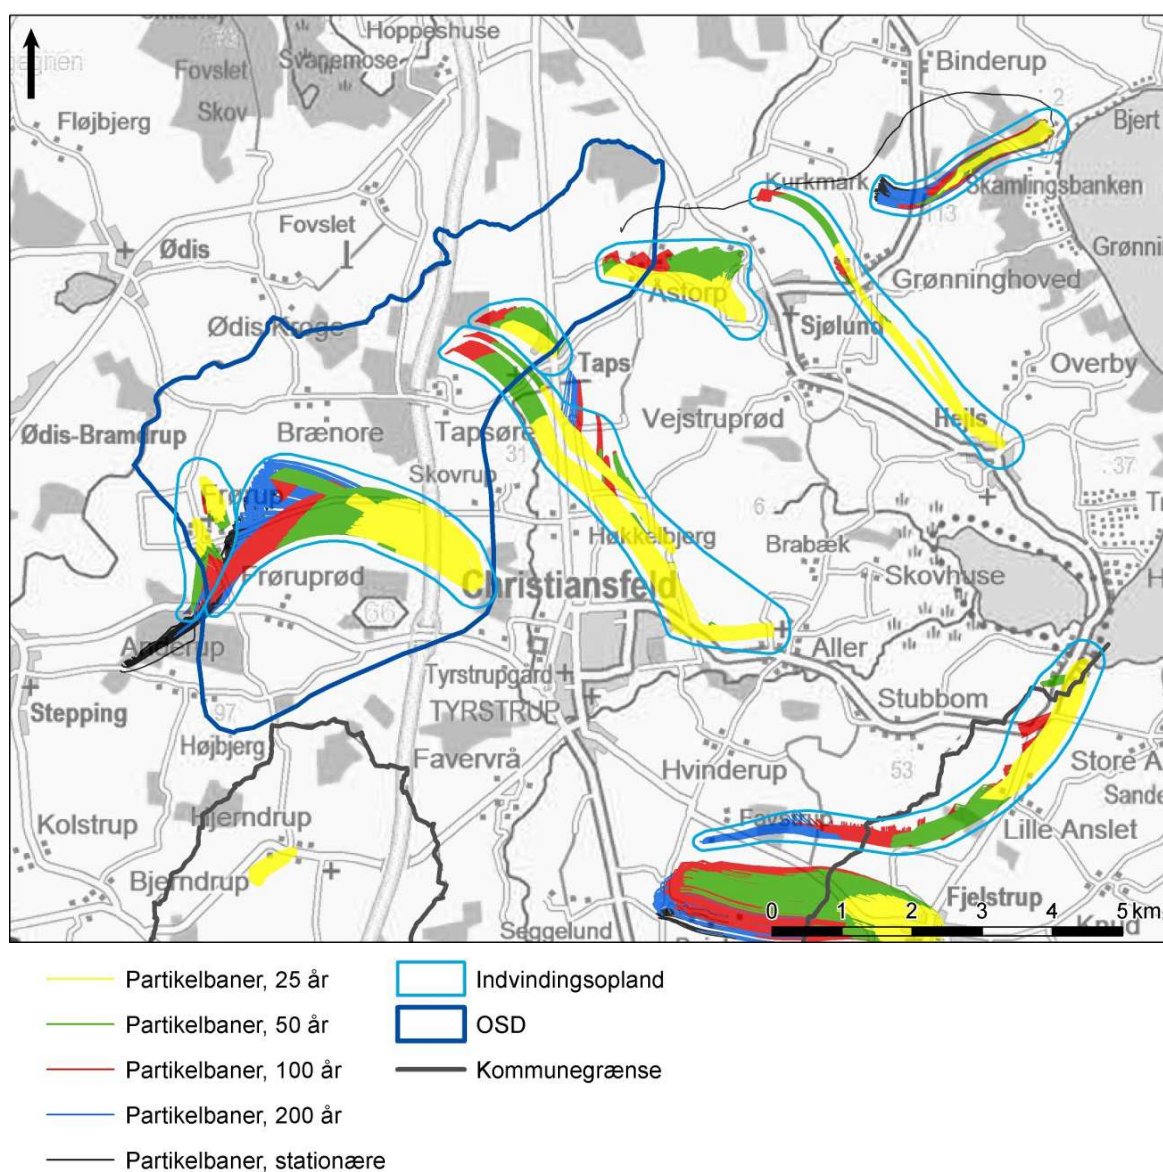 Hoppeshuse
Svanemose
Binderup
Fovslet
Skov
Fløjbjerg
Bjert
Kurkmark
Skamlingsbanken
113
Fovslet
Ødis
Grønninghoved
Astorp
Sjølund
Ødis Kroge
Taps
Overby
Ødis-Bramdrup
Brænore
Tapsøre
Vejstruprød
Hejls
31
37
Skovrup
6
Frørup
Høkkelbjerg
Brabæk
Frøruprød
Christiansfeld
Skovhuse
66
Anderup
Aller
Tyrstrupgård
Stubbom
Stepping
97
TYRSTRUP
Højbjerg
Favervrå
Hvinderup
53
Store A
Sande
Kolstrup
Hjerndrup
Favstrup
Lille Anslet
Bjerndrup
Fjelstrup
0 1 2 3 4 5 km
Seggelund
Knud
Partikelbaner, 25 år
Partikelbaner, 50 år
Partikelbaner, 100 år
Partikelbaner, 200 år
Partikelbaner, stationære
Indvindingsopland
OSD
Kommunegrænse